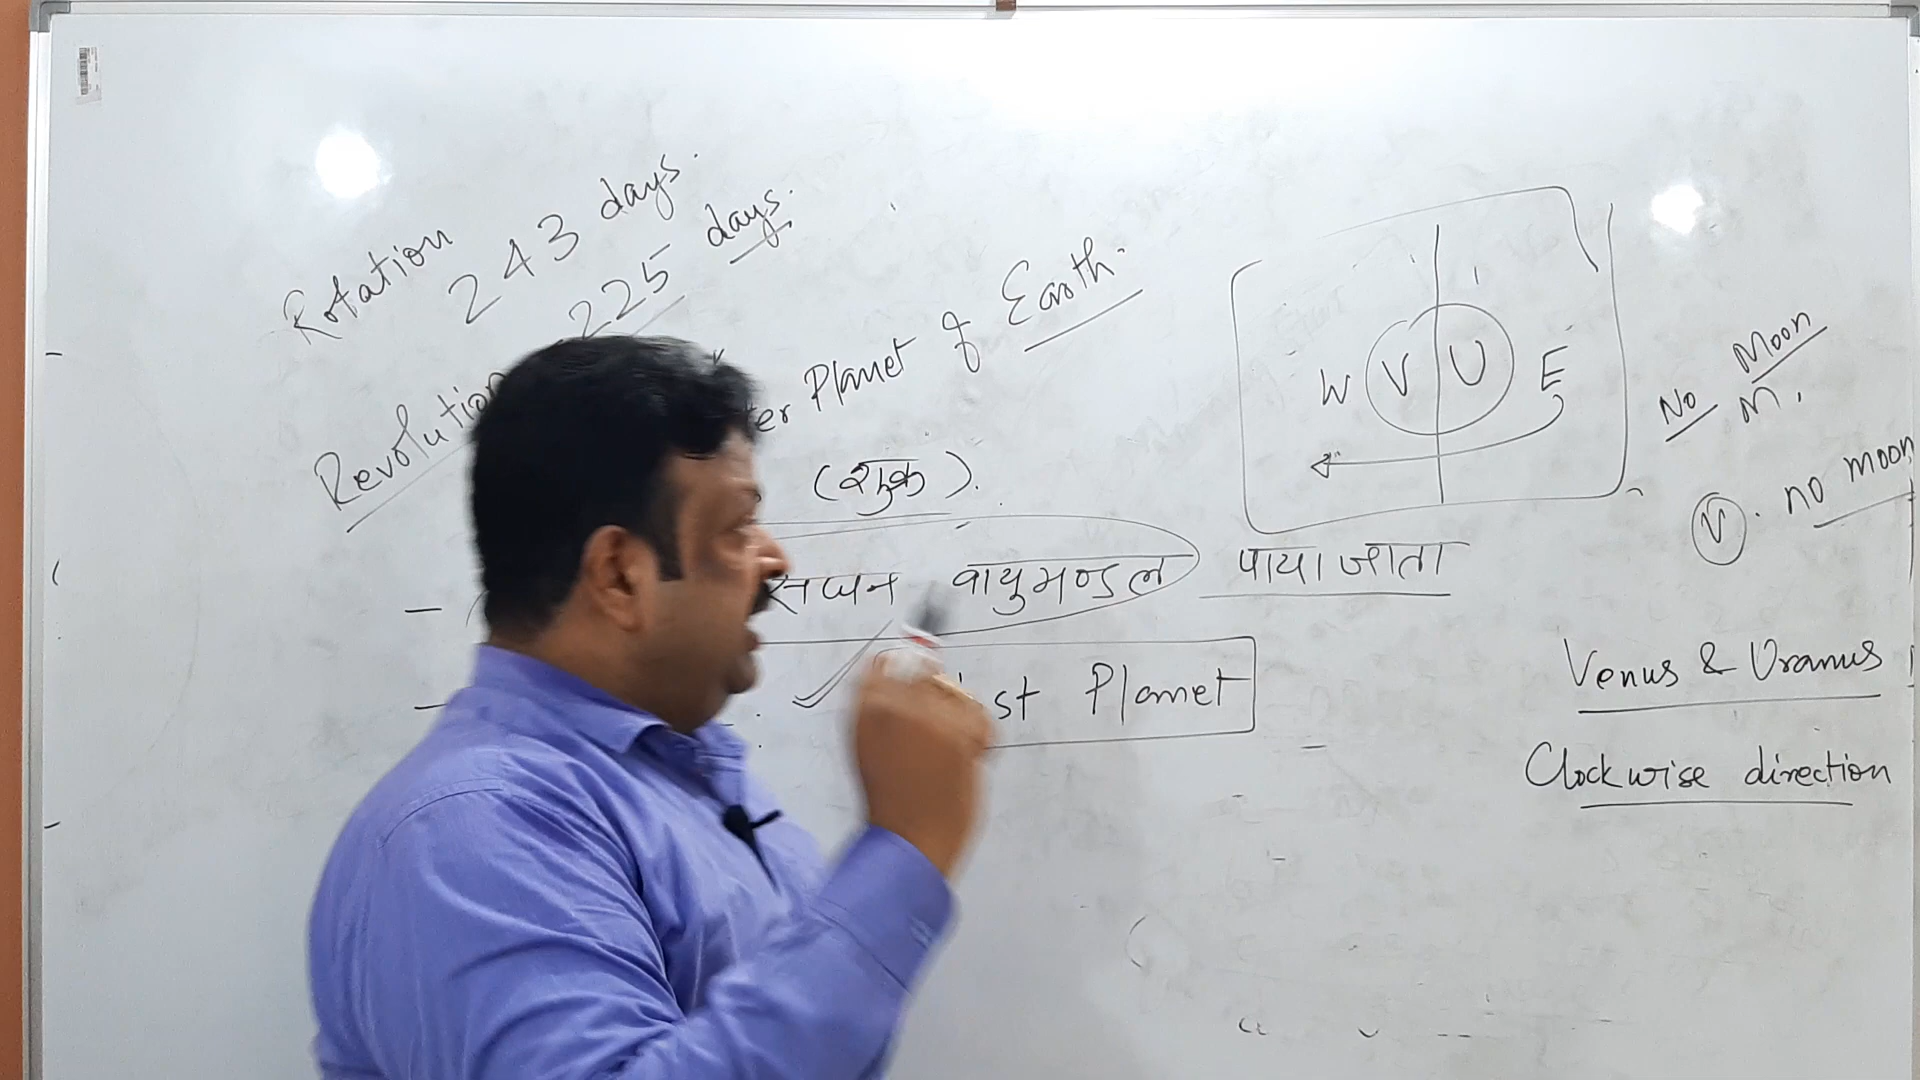 Rotation 243 days.
Revolution 225 days.
Planet of Earth.
(शुक्र).
सघन वायुमण्डल पाया जाता
st Planet
W V U E
No Moon
M.
V. no moon
Venus & Uranus
Clockwise direction